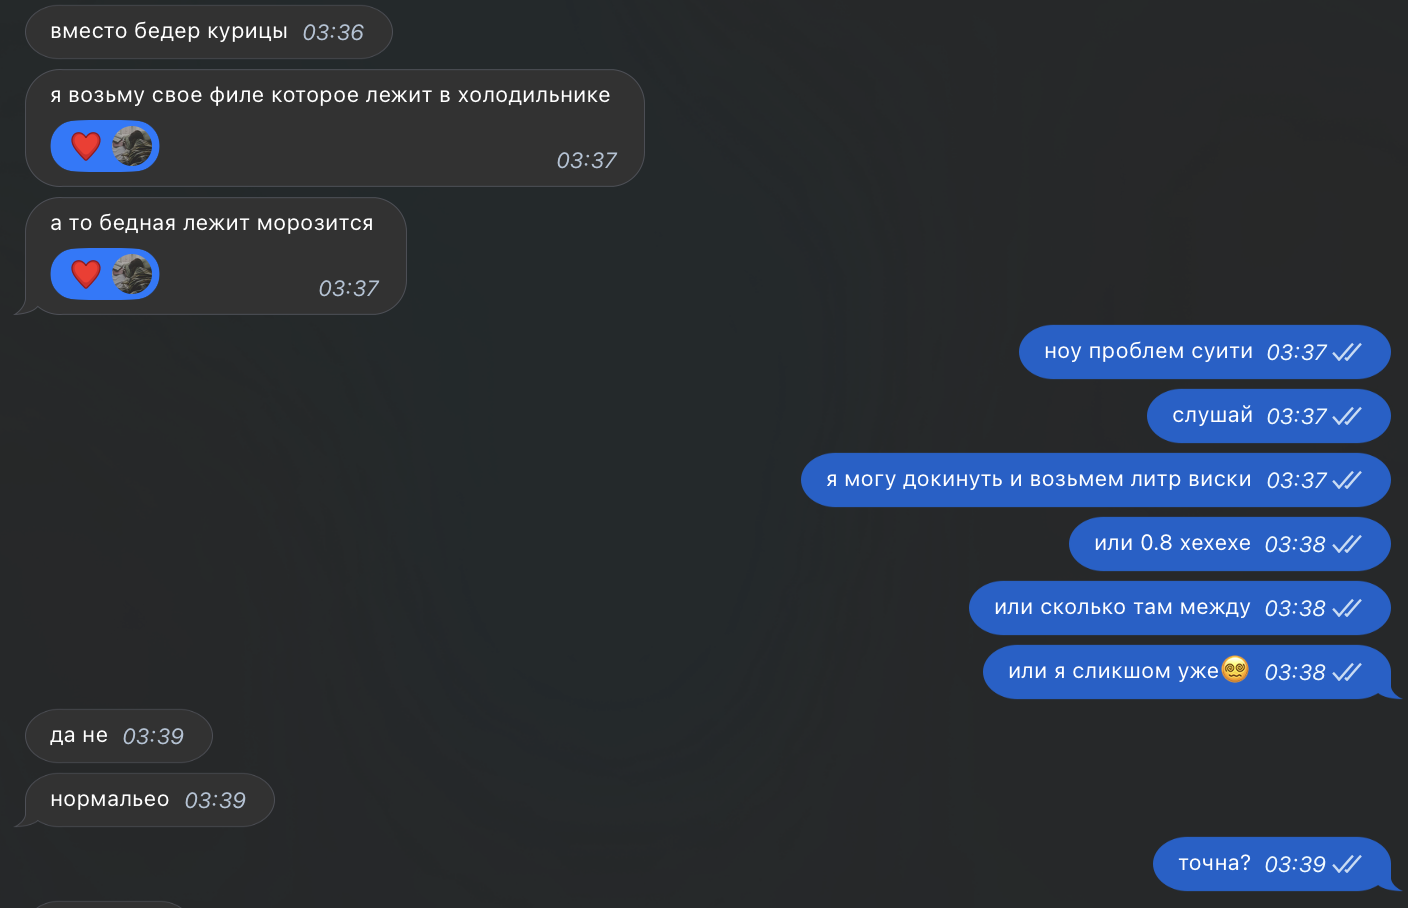 вместо бедер курицы 03:36
я возьму свое филе которое лежит в холодильнике
03:37
а то бедная лежит морозится
03:37
ноу проблем суити 03:37
слушай 03:37
я могу докинуть и возьмем литр виски 03:37
или 0.8 хехехе 03:38
или сколько там между 03:38
или я сликшом уже😵‍💫 03:38
да не 03:39
нормальео 03:39
точна? 03:39